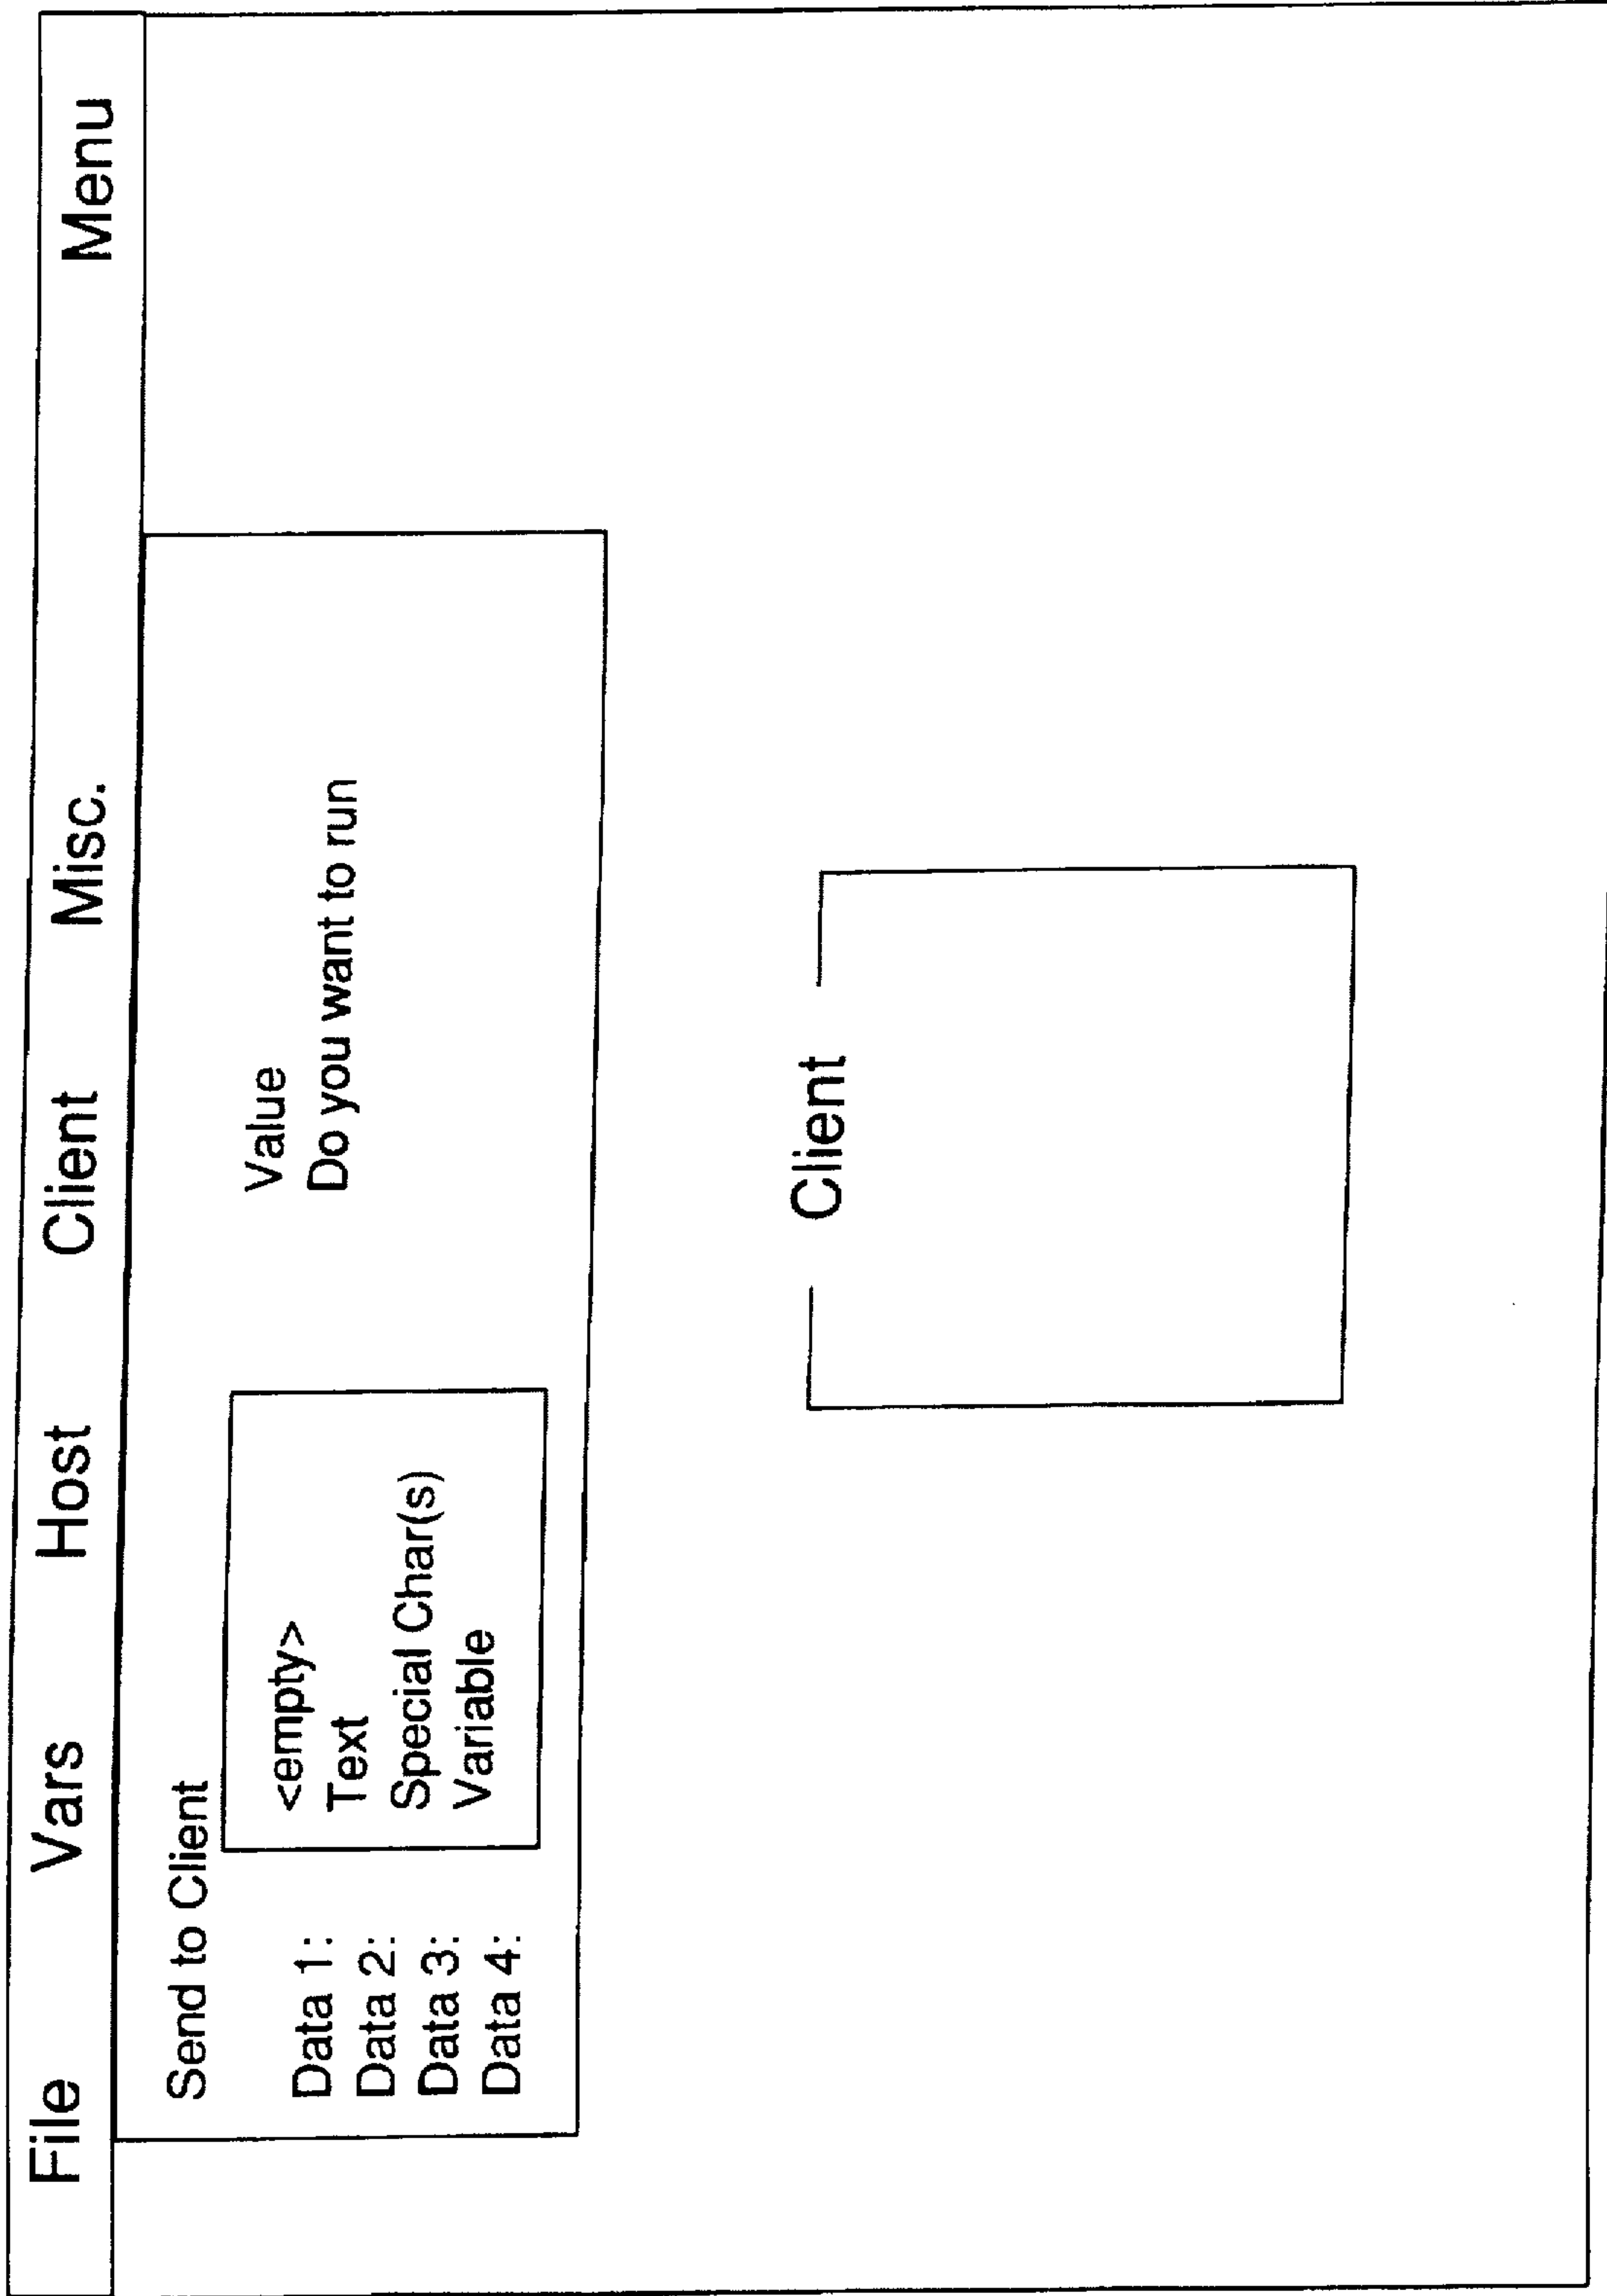 File Vars Host Client Misc. Menu
Send to Client
Value
<empty>
Data 1: Text Do you want to run
Data 2: Special Char(s)
Data 3: Variable
Data 4:
Client